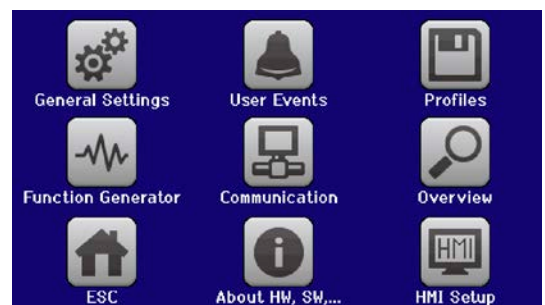 General Settings
User Events
Profiles
Function Generator
Communication
Overview
HMI
ESC
About HW, SW,...
HMI Setup